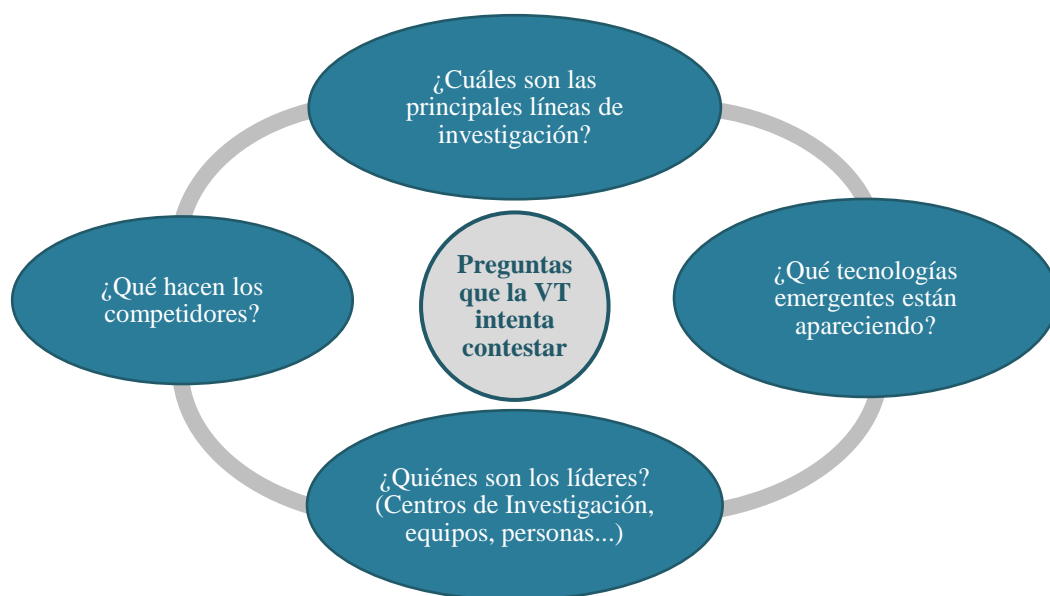 ¿Cuáles son las
principales líneas de
investigación?
¿Qué tecnologías
emergentes están
apareciendo?
¿Quiénes son los líderes?
(Centros de Investigación,
equipos, personas...)
¿Qué hacen los
competidores?
Preguntas
que la VT
intenta
contestar